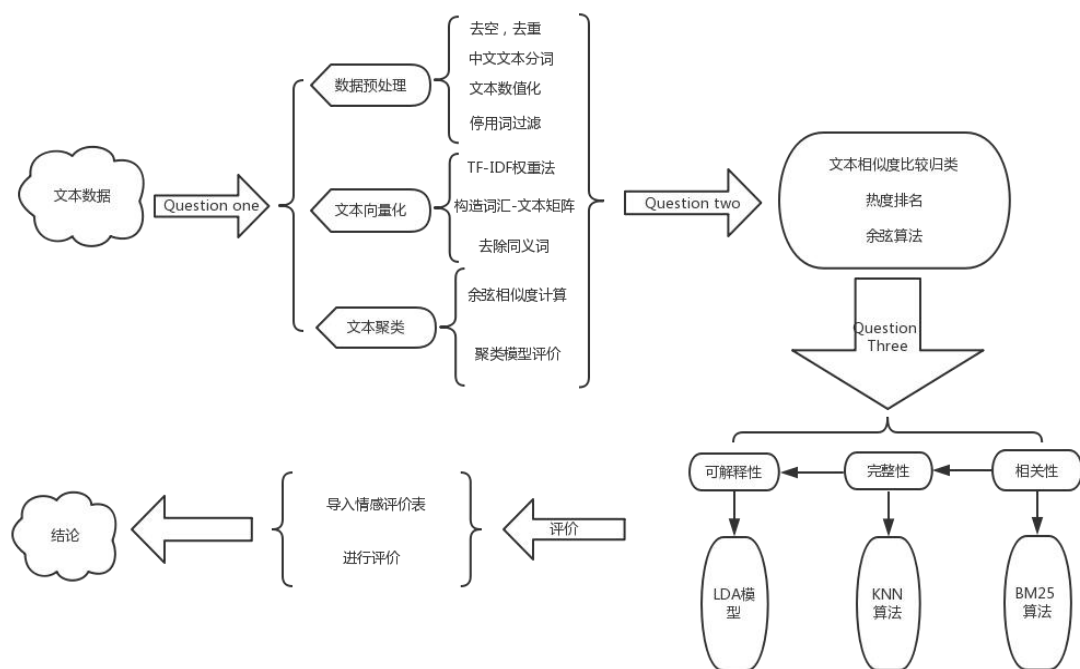 文本数据
Question one
数据预处理
去空，去重
中文文本分词
文本数值化
停用词过滤
文本向量化
TF-IDF权重法
构造词汇-文本矩阵
去除同义词
文本聚类
余弦相似度计算
聚类模型评价
Question two
文本相似度比较归类
热度排名
余弦算法
Question
Three
可解释性
完整性
相关性
LDA模
型
KNN
算法
BM25
算法
评价
导入情感评价表
进行评价
结论